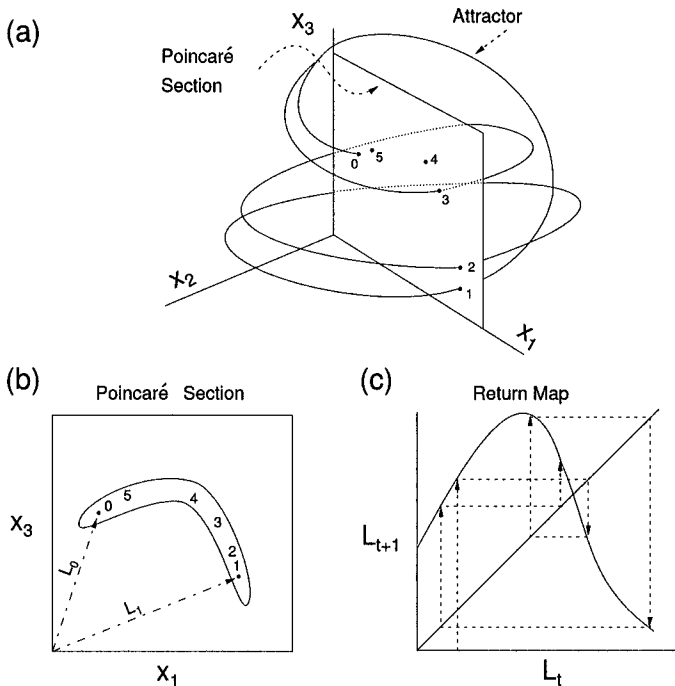 (a)
X3
Attractor
Poincaré
Section
0
5
4
3
2
1
X2
X1
(b)
Poincaré Section
X3
0
5
4
3
2
1
L0
L1
X1
(c)
Return Map
Lt+1
Lt